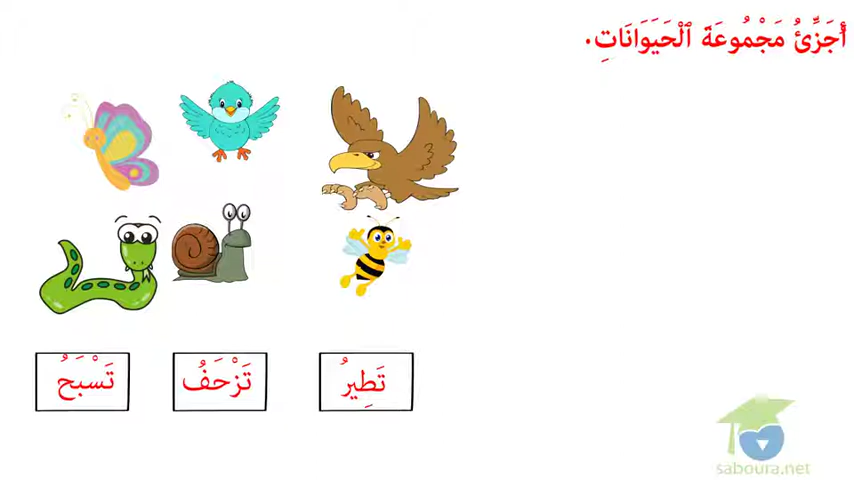 أُجَزِّئُ مَجْمُوعَةَ ٱلْحَيَوَانَاتِ.
تَطِيرُ
تَزْحَفُ
تَسْبَحُ
saboura.net